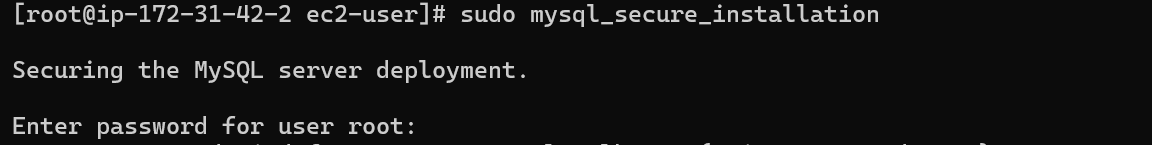 [root@ip-172-31-42-2 ec2-user]# sudo mysql_secure_installation
Securing the MySQL server deployment.
Enter password for user root: